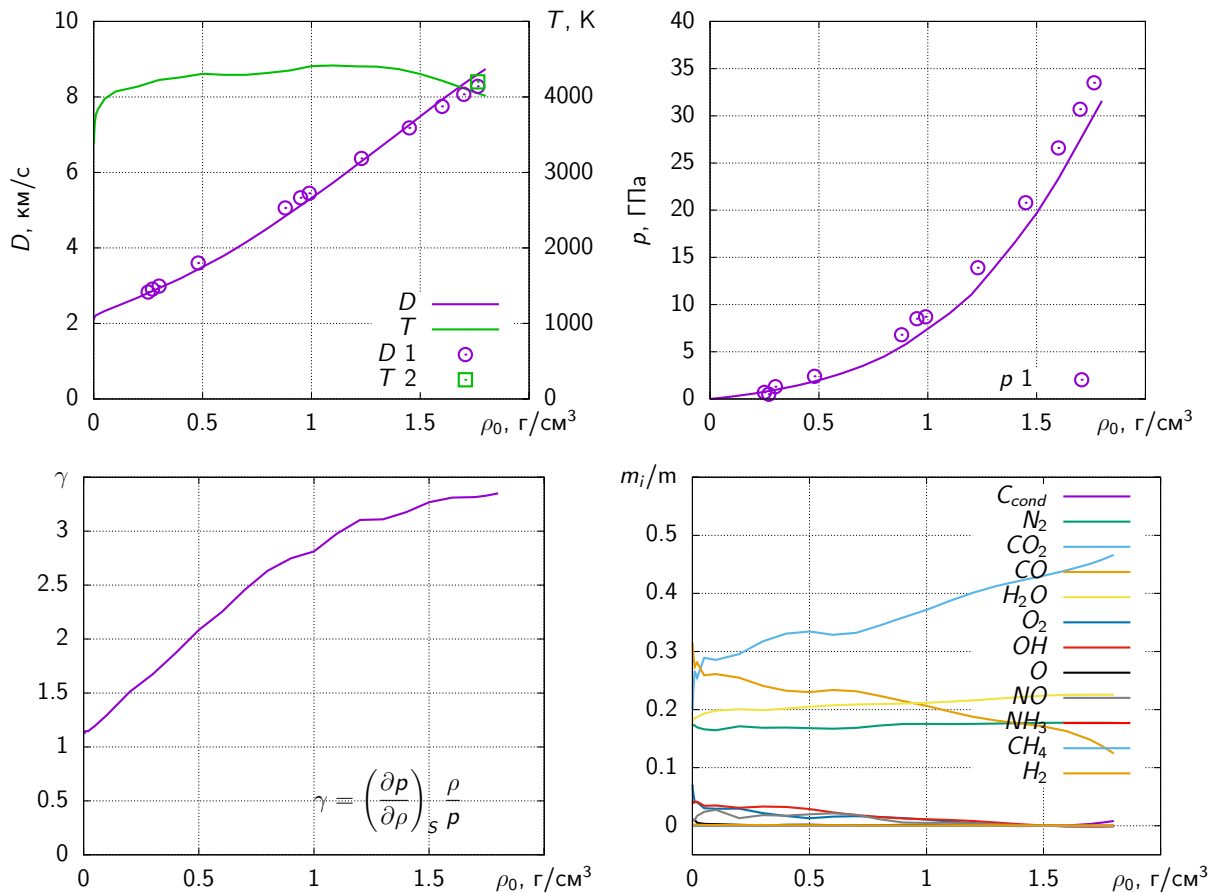 10
8
6
4
2
0
D, км/с
T, K
4000
3000
2000
1000
0
D
T
D 1
T 2
0
0.5
1
1.5
ρ₀, г/см³
40
35
30
25
20
15
10
5
0
p, ГПа
p 1
0
0.5
1
1.5
ρ₀, г/см³
γ
3
2.5
2
1.5
1
0.5
0
γ = (∂p/∂ρ)_S ρ/p
0
0.5
1
1.5
ρ₀, г/см³
m_i/m
0.5
0.4
0.3
0.2
0.1
0
C_cond
N₂
CO₂
CO
H₂O
O₂
OH
O
NO
NH₃
CH₄
H₂
0
0.5
1
1.5
ρ₀, г/см³